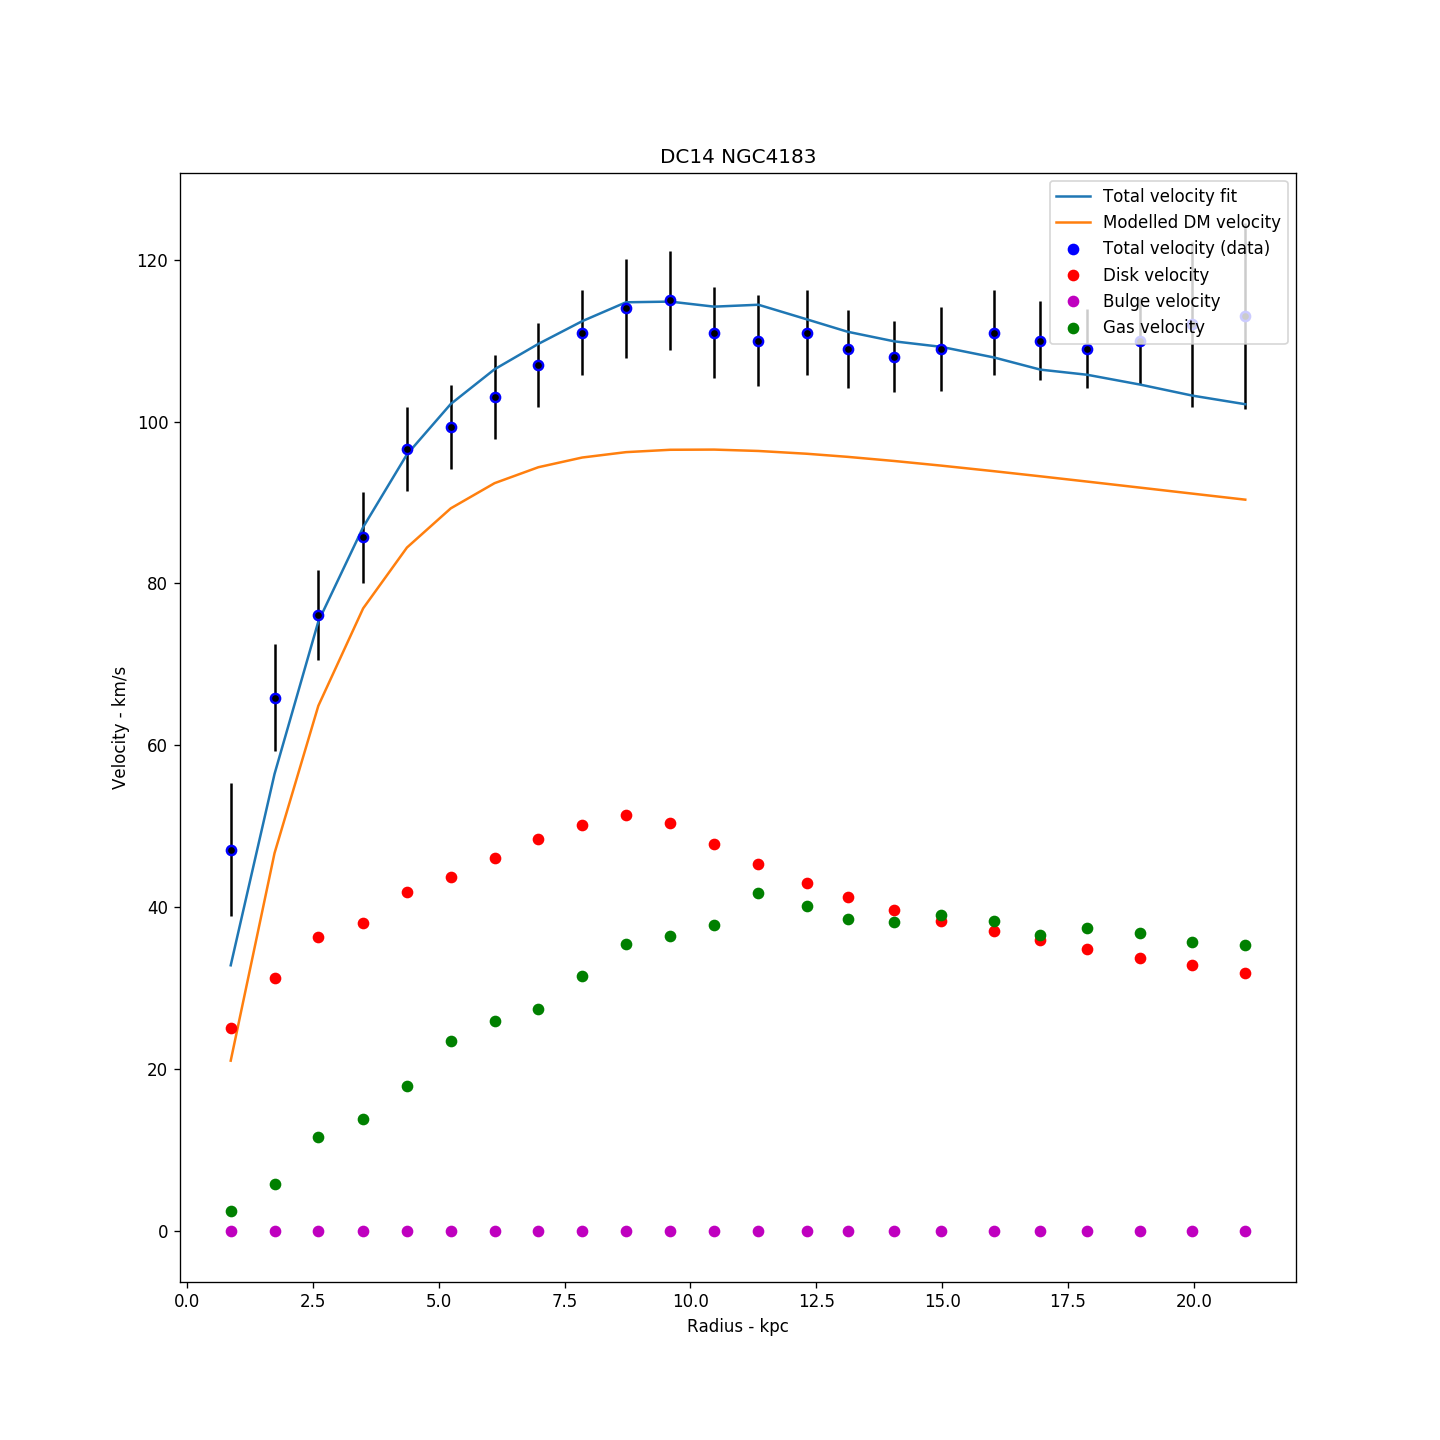 DC14 NGC4183
Total velocity fit
Modelled DM velocity
Total velocity (data)
Disk velocity
Bulge velocity
Gas velocity
120
100
80
60
40
20
0
Velocity - km/s
0.0 2.5 5.0 7.5 10.0 12.5 15.0 17.5 20.0
Radius - kpc